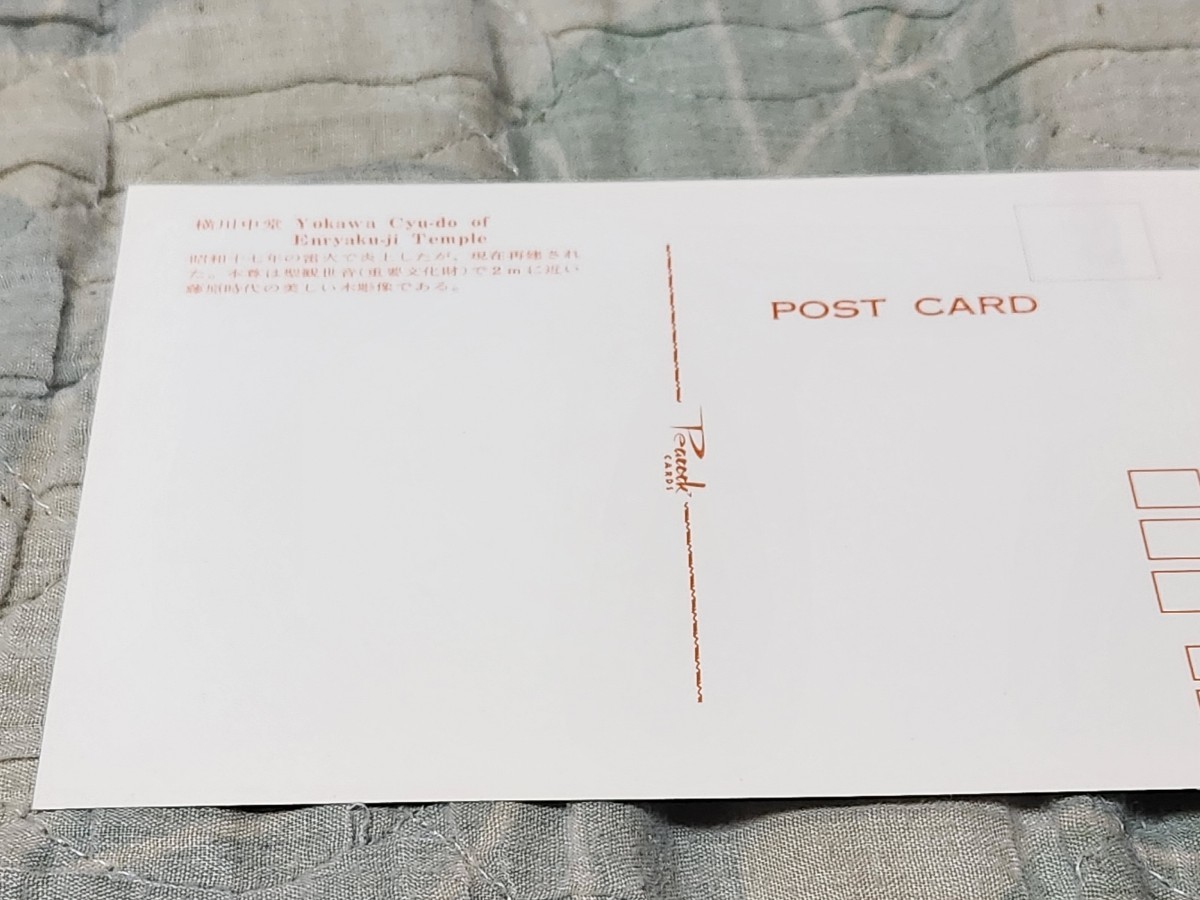 横川中堂 Yokawa Cyu-do of
Enryaku-ji Temple
昭和十七年の雷火で炎上したが、現在再建され
た。本尊は聖観世音(重要文化財)で2mに近い
藤原時代の美しい木彫像である。
POST CARD
Peacock
CARDS